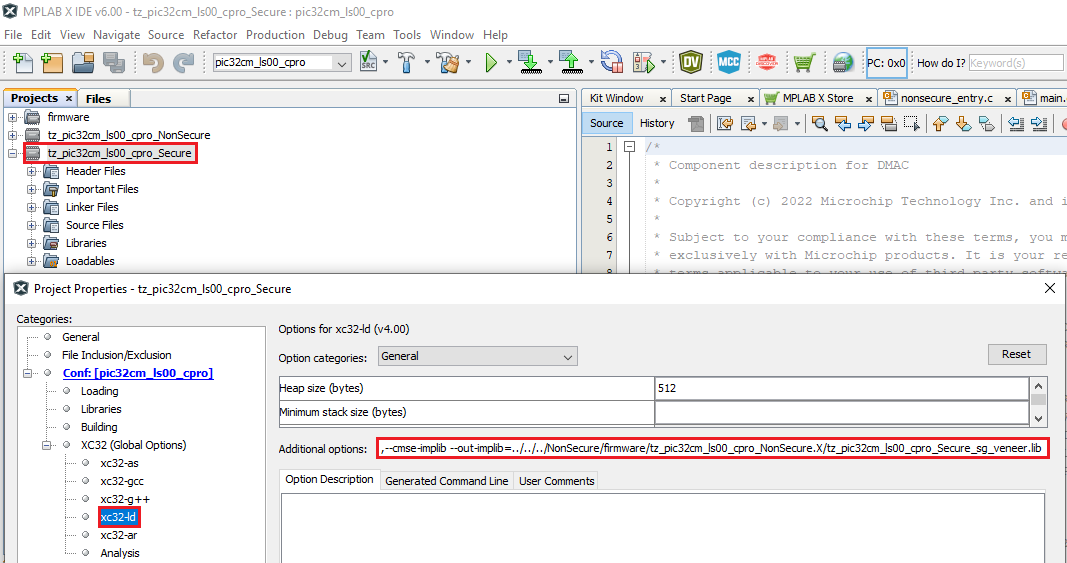 MPLAB X IDE v6.00 - tz_pic32cm_ls00_cpro_Secure : pic32cm_ls00_cpro
File Edit View Navigate Source Refactor Production Debug Team Tools Window Help
pic32cm_ls00_cpro SRC DV MCC PC: 0x0 How do I? Keyword(s)
Projects × Files
firmware
tz_pic32cm_ls00_cpro_NonSecure
tz_pic32cm_ls00_cpro_Secure
Header Files
Important Files
Linker Files
Source Files
Libraries
Loadables
Kit Window × Start Page × MPLAB X Store × nonsecure_entry.c × main.
Source History
1 /*
2 * Component description for DMAC
3 *
4 * Copyright (c) 2022 Microchip Technology Inc. and i
5 *
6 * Subject to your compliance with these terms, you m
7 * exclusively with Microchip products. It is your re
8 * terms applicable to your use of third party softw
Project Properties - tz_pic32cm_ls00_cpro_Secure
Categories:
General
File Inclusion/Exclusion
Conf: [pic32cm_ls00_cpro]
Loading
Libraries
Building
XC32 (Global Options)
xc32-as
xc32-gcc
xc32-g++
xc32-ld
xc32-ar
Analysis
Options for xc32-ld (v4.00)
Option categories: General Reset
Heap size (bytes) 512
Minimum stack size (bytes)
Additional options: ,--cmse-implib --out-implib=../../../NonSecure/firmware/tz_pic32cm_ls00_cpro_NonSecure.X/tz_pic32cm_ls00_cpro_Secure_sg_veneer.lib
Option Description Generated Command Line User Comments